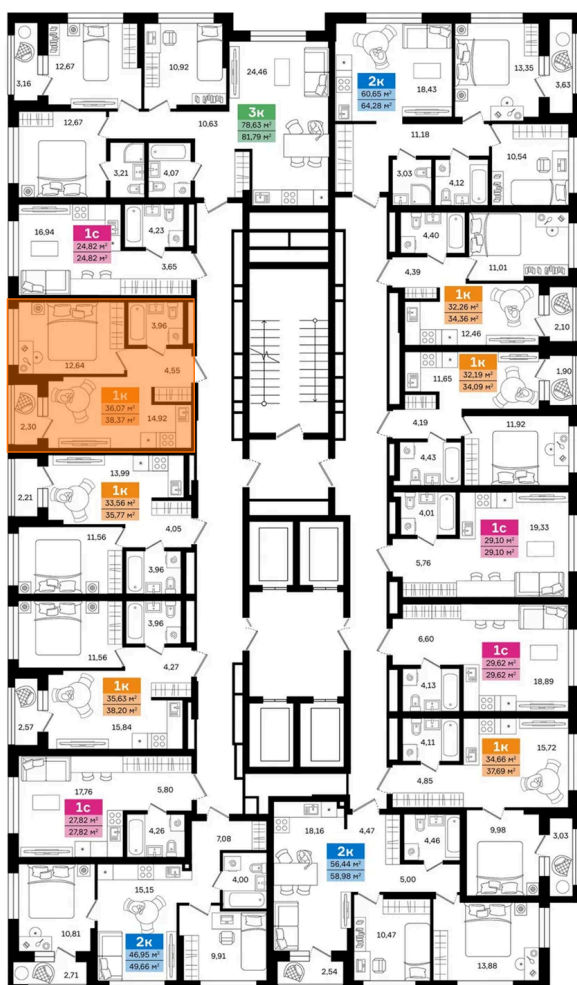 12,67
10,92
3,16
24,46
3к
78,63 м²
81,79 м²
12,67
10,63
3,21
4,07
2к
60,65 м²
64,28 м²
18,43
13,35
3,63
11,18
3,03
4,12
10,54
16,94
1с
24,82 м²
24,82 м²
4,23
3,65
4,40
4,39
11,01
1к
32,26 м²
34,36 м²
12,46
2,10
3,96
12,64
4,55
1к
36,07 м²
38,37 м²
2,30
14,92
1к
32,19 м²
34,09 м²
11,65
1,90
4,19
4,43
11,92
13,99
2,21
1к
33,56 м²
35,77 м²
4,05
11,56
3,96
4,01
19,33
1с
29,10 м²
29,10 м²
5,76
3,96
11,56
4,27
1к
35,63 м²
38,20 м²
2,57
15,84
6,60
1с
29,62 м²
29,62 м²
4,13
18,89
4,11
1к
34,66 м²
37,69 м²
15,72
4,85
17,76
5,80
1с
27,82 м²
27,82 м²
4,26
7,08
18,16
4,47
2к
56,44 м²
58,98 м²
4,46
5,00
9,98
3,03
4,00
15,15
10,81
2к
46,95 м²
49,66 м²
9,91
2,71
10,47
2,54
13,88